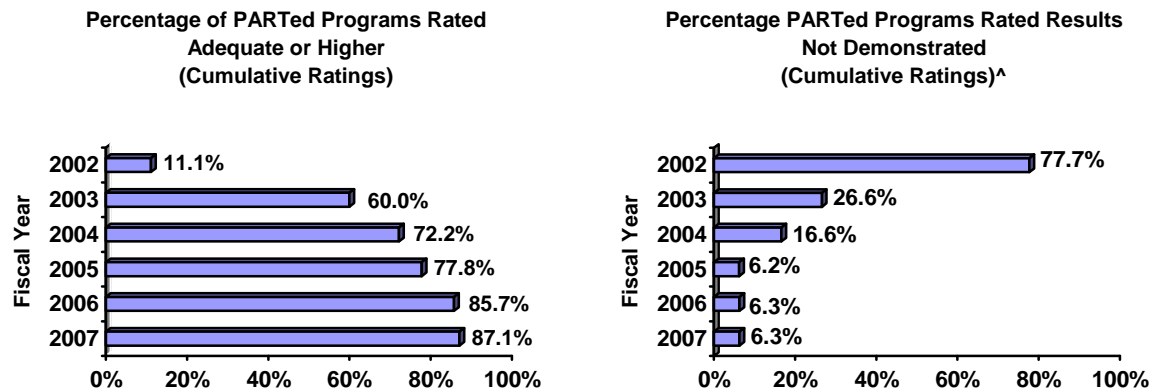 Percentage of PARTed Programs Rated
Adequate or Higher
(Cumulative Ratings)
Fiscal Year
2002 11.1%
2003 60.0%
2004 72.2%
2005 77.8%
2006 85.7%
2007 87.1%
0% 20% 40% 60% 80% 100%
Percentage PARTed Programs Rated Results
Not Demonstrated
(Cumulative Ratings)^
Fiscal Year
2002 77.7%
2003 26.6%
2004 16.6%
2005 6.2%
2006 6.3%
2007 6.3%
0% 20% 40% 60% 80% 100%